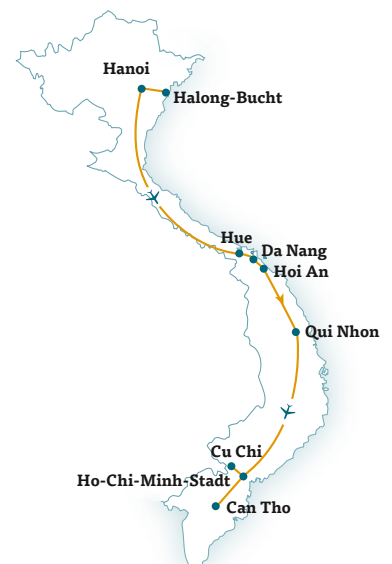 Hanoi
Halong-Bucht
Hue
Da Nang
Hoi An
Qui Nhon
Cu Chi
Ho-Chi-Minh-Stadt
Can Tho